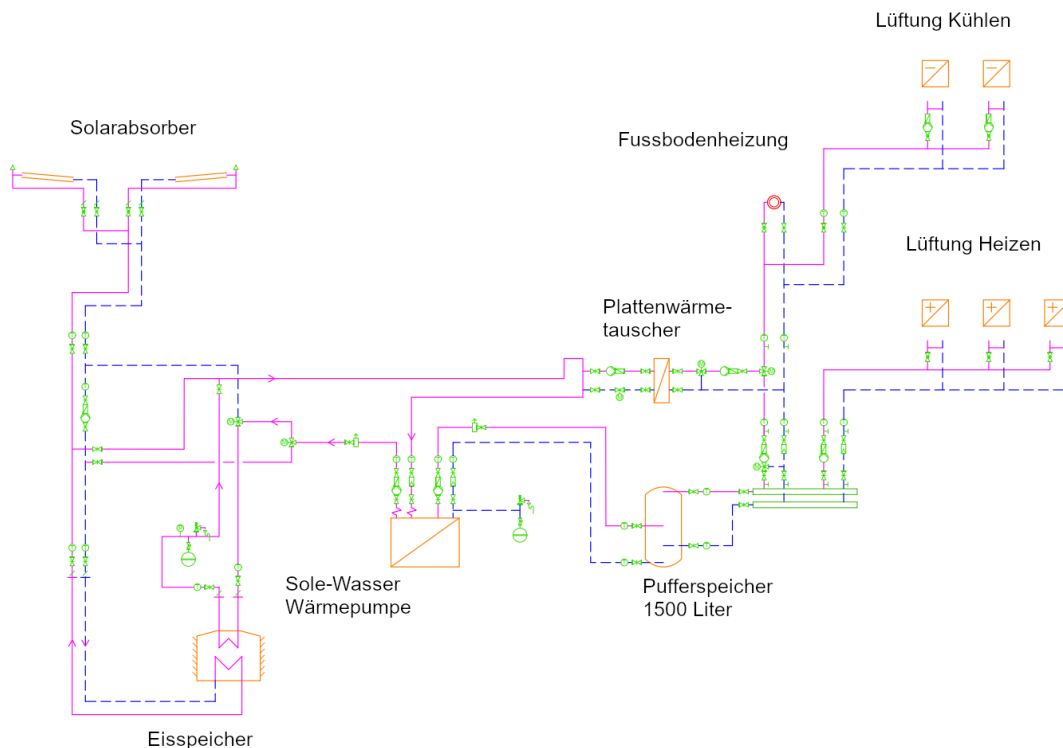 Lüftung Kühlen
Solarabsorber
Fussbodenheizung
Lüftung Heizen
Plattenwärme-
tauscher
Sole-Wasser
Wärmepumpe
Pufferspeicher
1500 Liter
Eisspeicher